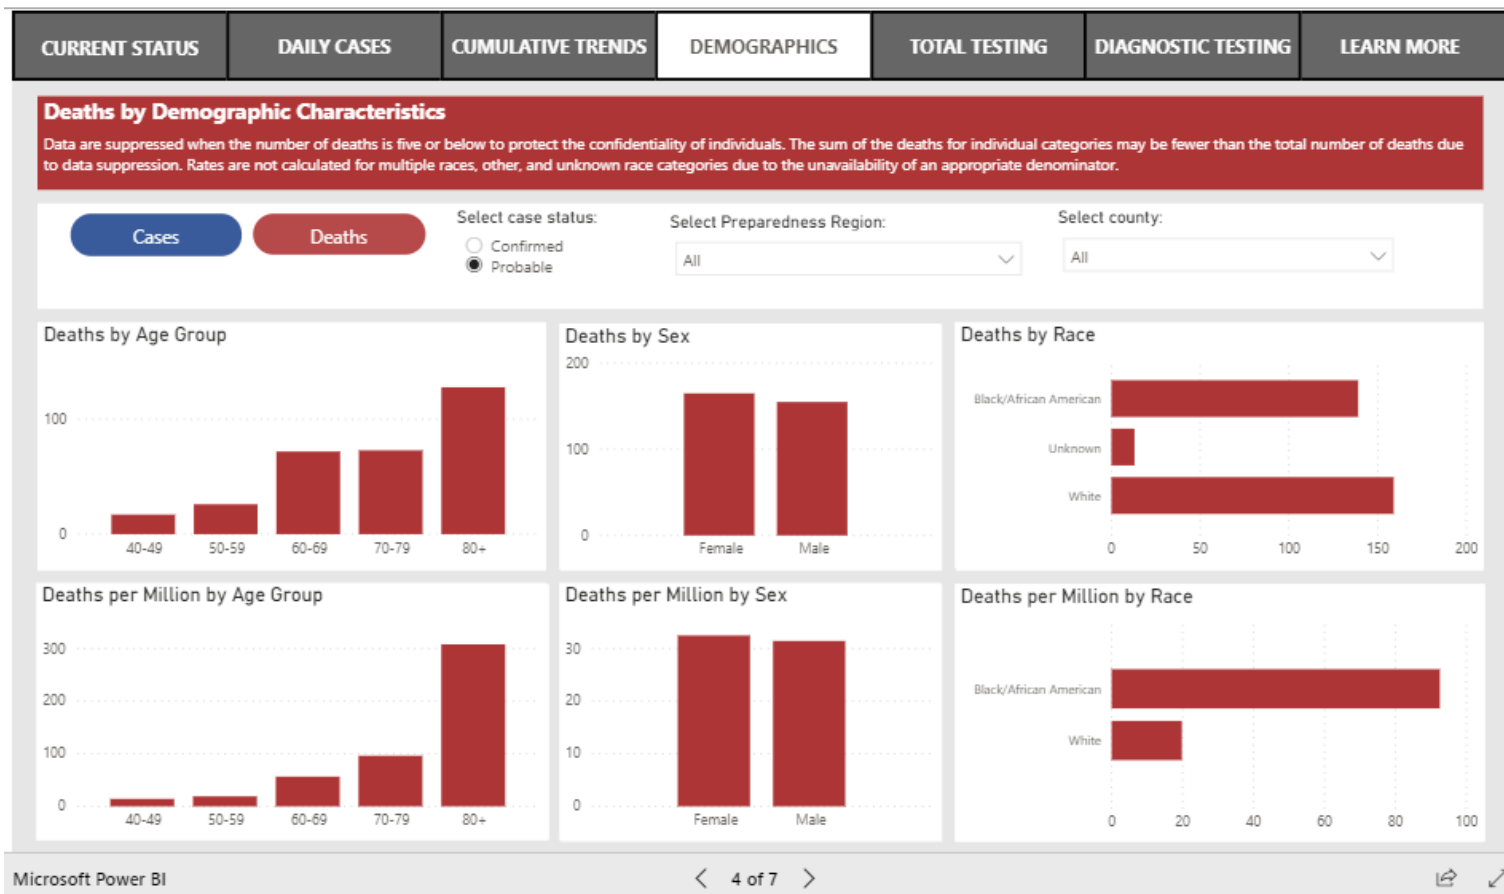 CURRENT STATUS
DAILY CASES
CUMULATIVE TRENDS
DEMOGRAPHICS
TOTAL TESTING
DIAGNOSTIC TESTING
LEARN MORE
Deaths by Demographic Characteristics
Data are suppressed when the number of deaths is five or below to protect the confidentiality of individuals. The sum of the deaths for individual categories may be fewer than the total number of deaths due
to data suppression. Rates are not calculated for multiple races, other, and unknown race categories due to the unavailability of an appropriate denominator.
Cases
Deaths
Select case status:
Confirmed
Probable
Select Preparedness Region:
All
Select county:
All
Deaths by Age Group
100
0
40-49 50-59 60-69 70-79 80+
Deaths by Sex
200
100
0
Female Male
Deaths by Race
Black/African American
Unknown
White
0 50 100 150 200
Deaths per Million by Age Group
300
200
100
0
40-49 50-59 60-69 70-79 80+
Deaths per Million by Sex
30
20
10
0
Female Male
Deaths per Million by Race
Black/African American
White
0 20 40 60 80 100
Microsoft Power BI
4 of 7